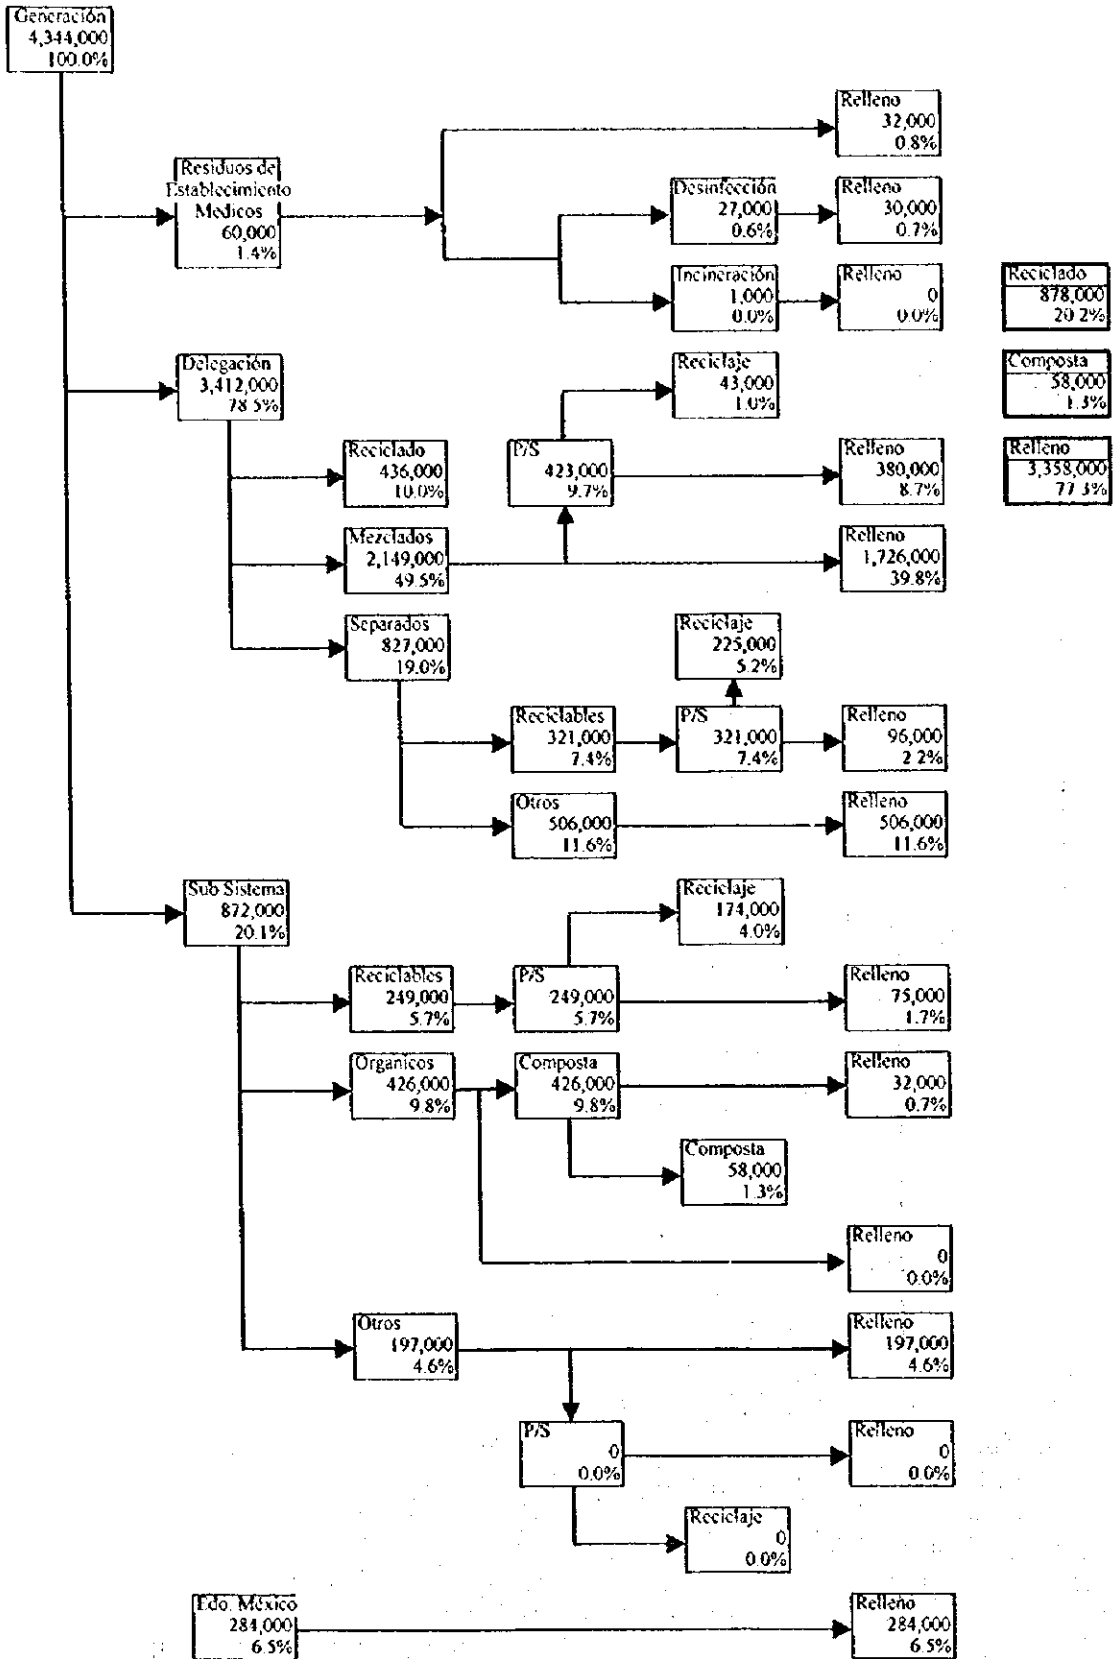 Generación
4,344,000
100.0%
Relleno
32,000
0.8%
Residuos de
Establecimiento
Medicos
60,000
1.4%
Desinfección
27,000
0.6%
Relleno
30,000
0.7%
Incineración
1,000
0.0%
Relleno
0
0.0%
Reciclado
878,000
20.2%
Delegación
3,412,000
78.5%
Reciclaje
43,000
1.0%
Composta
58,000
1.3%
Reciclado
436,000
10.0%
P/S
423,000
9.7%
Relleno
380,000
8.7%
Relleno
3,358,000
77.3%
Mezclados
2,149,000
49.5%
Relleno
1,726,000
39.8%
Separados
827,000
19.0%
Reciclaje
225,000
5.2%
Reciclables
321,000
7.4%
P/S
321,000
7.4%
Relleno
96,000
2.2%
Otros
506,000
11.6%
Relleno
506,000
11.6%
Sub Sistema
872,000
20.1%
Reciclaje
174,000
4.0%
Reciclables
249,000
5.7%
P/S
249,000
5.7%
Relleno
75,000
1.7%
Organicos
426,000
9.8%
Composta
426,000
9.8%
Relleno
32,000
0.7%
Composta
58,000
1.3%
Relleno
0
0.0%
Otros
197,000
4.6%
Relleno
197,000
4.6%
P/S
0
0.0%
Relleno
0
0.0%
Reciclaje
0
0.0%
Edo. México
284,000
6.5%
Relleno
284,000
6.5%